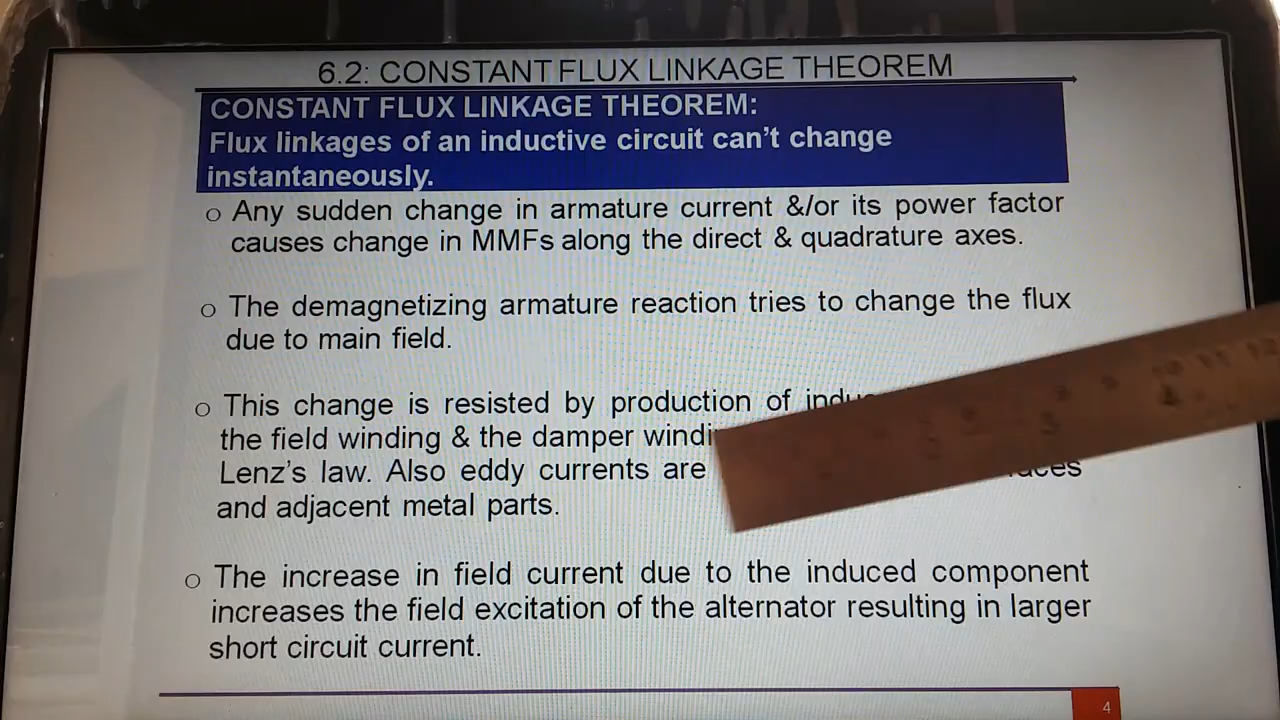 6.2: CONSTANT FLUX LINKAGE THEOREM
CONSTANT FLUX LINKAGE THEOREM:
Flux linkages of an inductive circuit can't change
instantaneously.
o Any sudden change in armature current &/or its power factor
causes change in MMFs along the direct & quadrature axes.
o The demagnetizing armature reaction tries to change the flux
due to main field.
o This change is resisted by production of
the field winding & the damper
Lenz's law. Also eddy currents are
and adjacent metal parts.
o The increase in field current due to the induced component
increases the field excitation of the alternator resulting in larger
short circuit current.
4
10 11 12